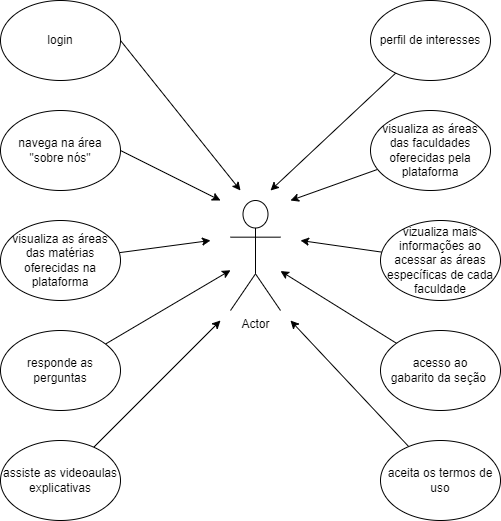 login
perfil de interesses
navega na área
"sobre nós"
visualiza as áreas
das faculdades
oferecidas pela
plataforma
visualiza as áreas
das matérias
oferecidas na
plataforma
vizualiza mais
informações ao
acessar as áreas
específicas de cada
faculdade
Actor
responde as
perguntas
acesso ao
gabarito da seção
assiste as videoaulas
explicativas
aceita os termos de
uso